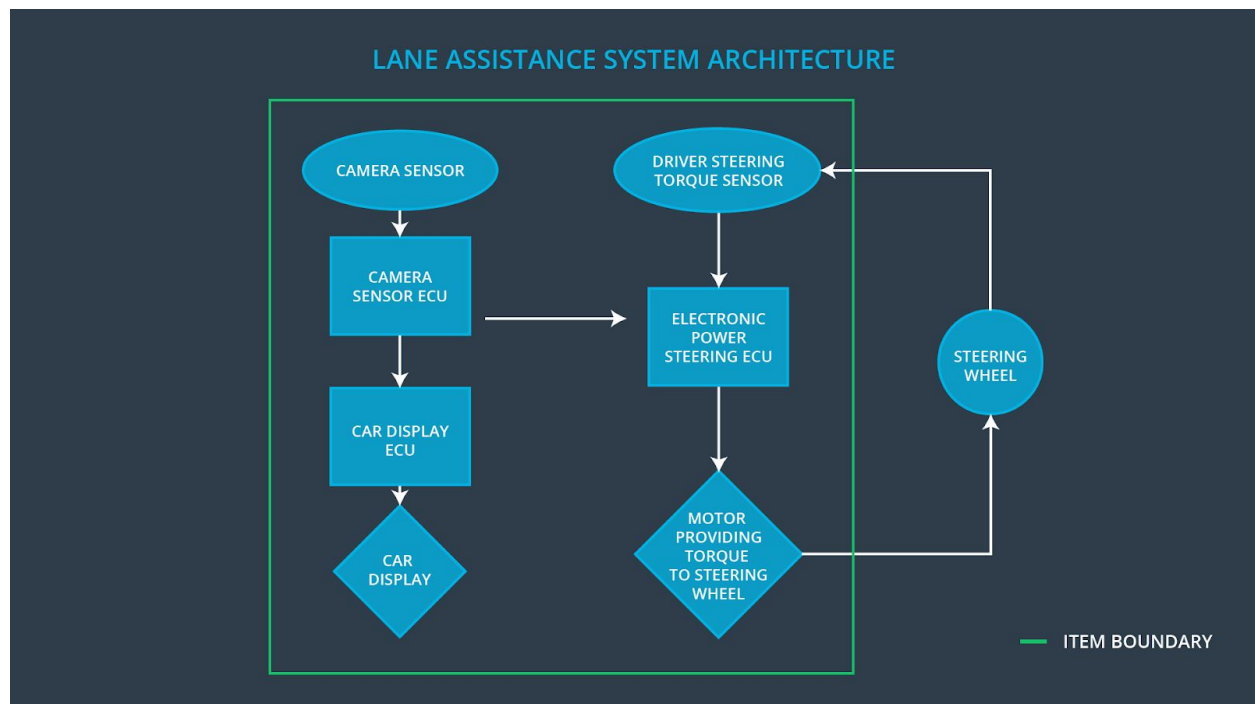 LANE ASSISTANCE SYSTEM ARCHITECTURE
CAMERA SENSOR
CAMERA
SENSOR ECU
CAR DISPLAY
ECU
CAR
DISPLAY
DRIVER STEERING
TORQUE SENSOR
ELECTRONIC
POWER
STEERING ECU
MOTOR
PROVIDING
TORQUE
TO STEERING
WHEEL
STEERING
WHEEL
ITEM BOUNDARY